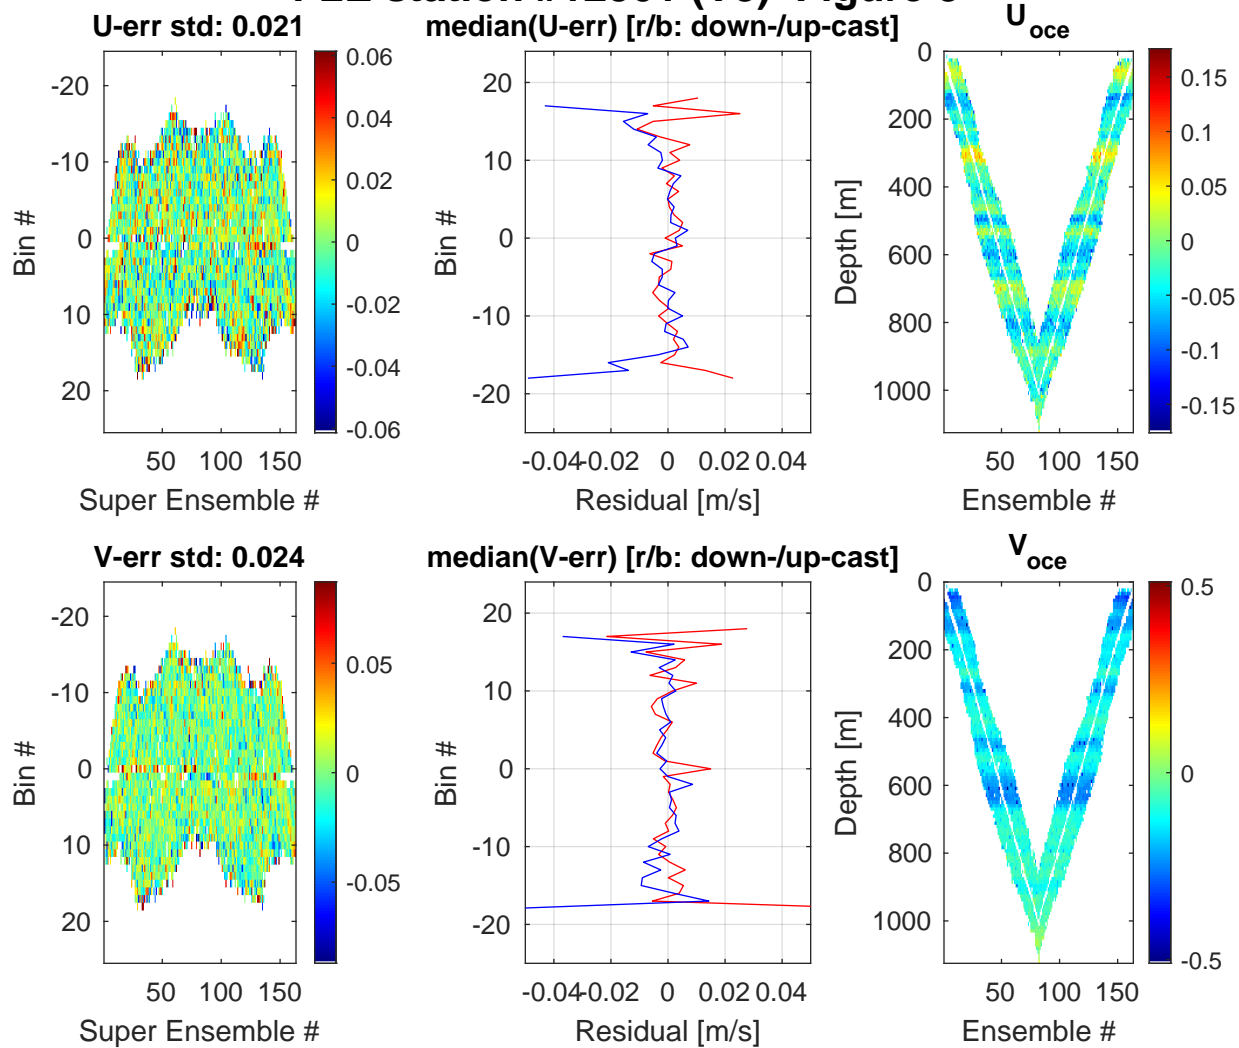 U-err std: 0.021
-20
-10
0
10
20
Bin #
50 100 150
Super Ensemble #
0.06
0.04
0.02
0
-0.02
-0.04
-0.06
median(U-err) [r/b: down-/up-cast]
20
10
0
-10
-20
Bin #
-0.04 -0.02 0 0.02 0.04
Residual [m/s]
U oce
0
200
400
600
800
1000
Depth [m]
50 100 150
Ensemble #
0.15
0.1
0.05
0
-0.05
-0.1
-0.15
V-err std: 0.024
-20
-10
0
10
20
Bin #
50 100 150
Super Ensemble #
0.05
0
-0.05
median(V-err) [r/b: down-/up-cast]
20
10
0
-10
-20
Bin #
-0.04 -0.02 0 0.02 0.04
Residual [m/s]
V oce
0
200
400
600
800
1000
Depth [m]
50 100 150
Ensemble #
0.5
0
-0.5